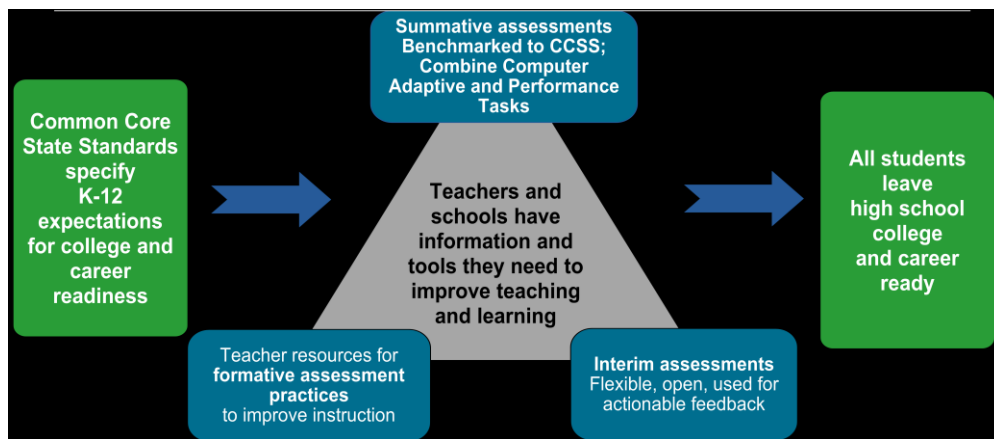 Summative assessments
Benchmarked to CCSS;
Combine Computer
Adaptive and Performance
Tasks
Common Core
State Standards
specify
K-12
expectations
for college and
career
readiness
Teachers and
schools have
information and
tools they need to
improve teaching
and learning
All students
leave
high school
college
and career
ready
Teacher resources for
formative assessment
practices
to improve instruction
Interim assessments
Flexible, open, used for
actionable feedback